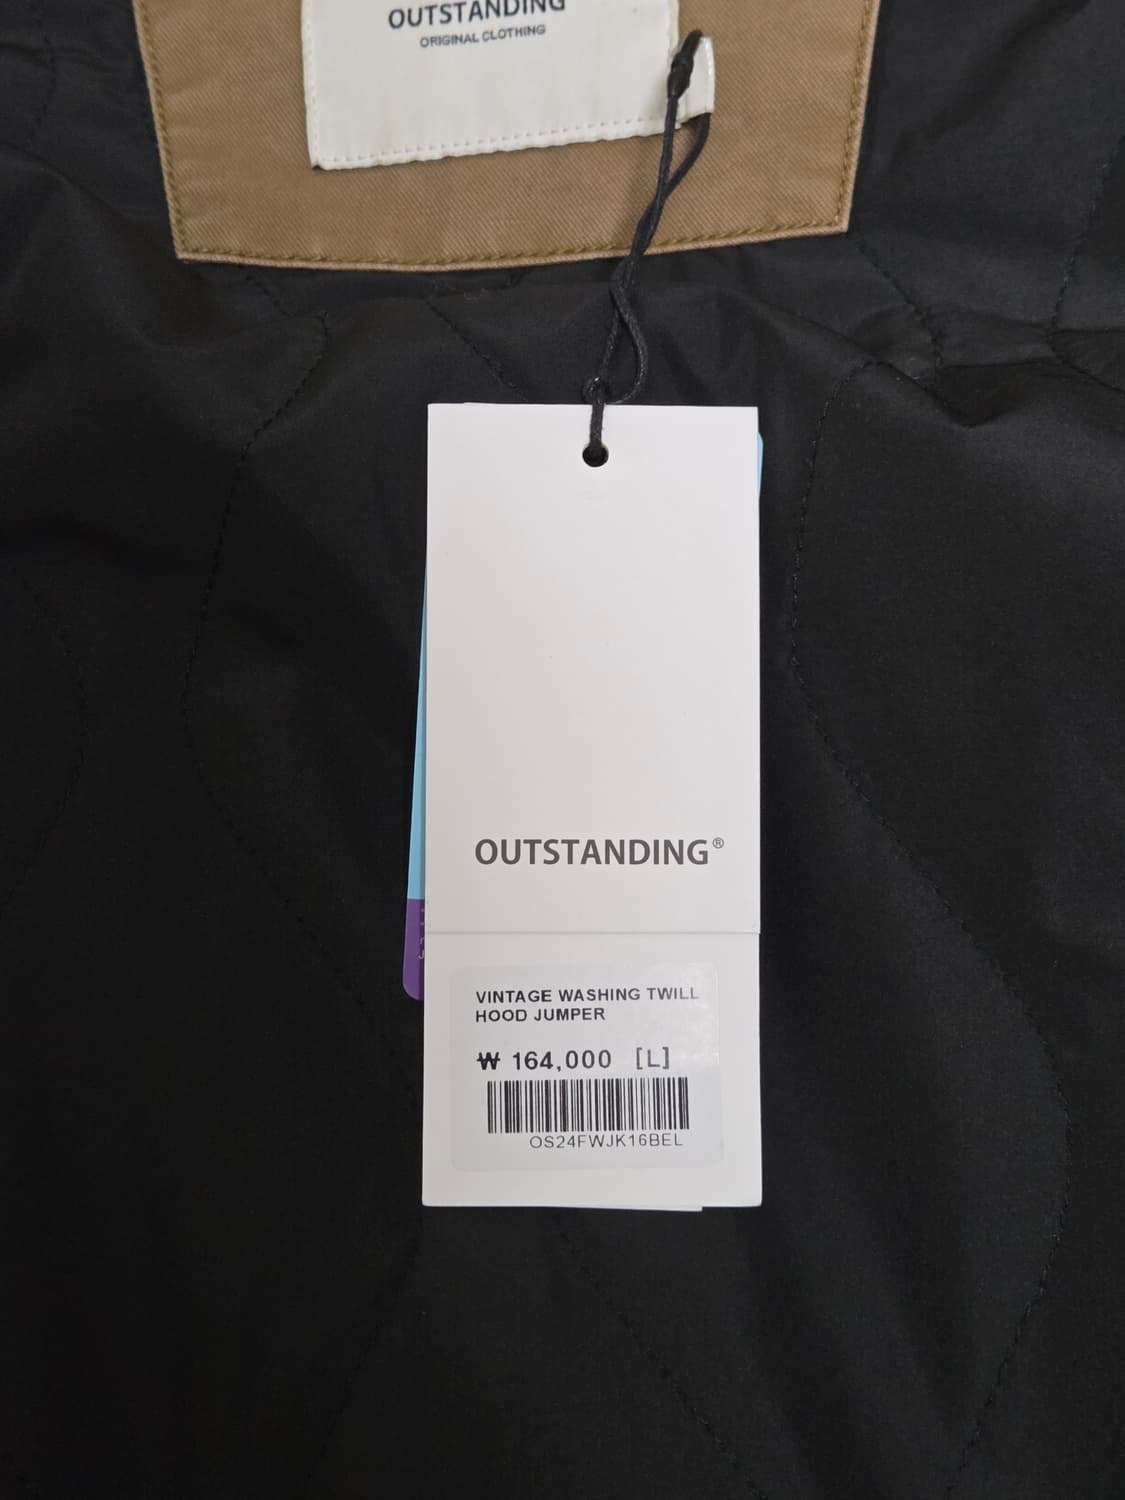 OUTSTANDING
ORIGINAL CLOTHING
OUTSTANDING®
VINTAGE WASHING TWILL
HOOD JUMPER
₩ 164,000 [L]
OS24FWJK16BEL